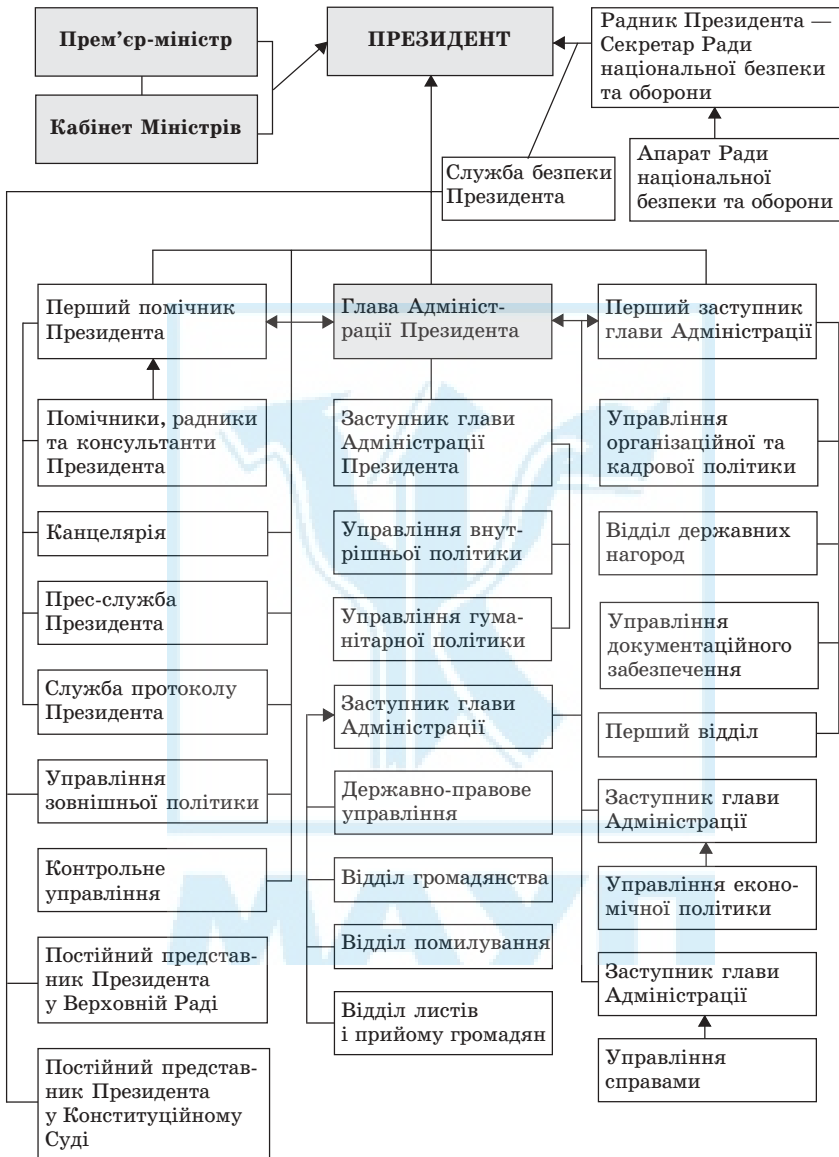 Прем’єр-міністр
Кабінет Міністрів
ПРЕЗИДЕНТ
Радник Президента —
Секретар Ради
національної безпеки
та оборони
Апарат Ради
національної
безпеки та оборони
Служба безпеки
Президента
Перший помічник
Президента
Глава Адмініст-
рації Президента
Перший заступник
глави Адміністрації
Помічники, радники
та консультанти
Президента
Канцелярія
Прес-служба
Президента
Служба протоколу
Президента
Управління
зовнішньої політики
Контрольне
управління
Постійний представ-
ник Президента
у Верховній Раді
Постійний представ-
ник Президента
у Конституційному
Суді
Заступник глави
Адміністрації
Президента
Управління внут-
рішньої політики
Управління гума-
нітарної політики
Заступник глави
Адміністрації
Державно-правове
управління
Відділ громадянства
Відділ помилування
Відділ листів
і прийому громадян
Управління
організаційної та
кадрової політики
Відділ державних
нагород
Управління
документаційного
забезпечення
Перший відділ
Заступник глави
Адміністрації
Управління еконо-
мічної політики
Заступник глави
Адміністрації
Управління
справами
МАУП